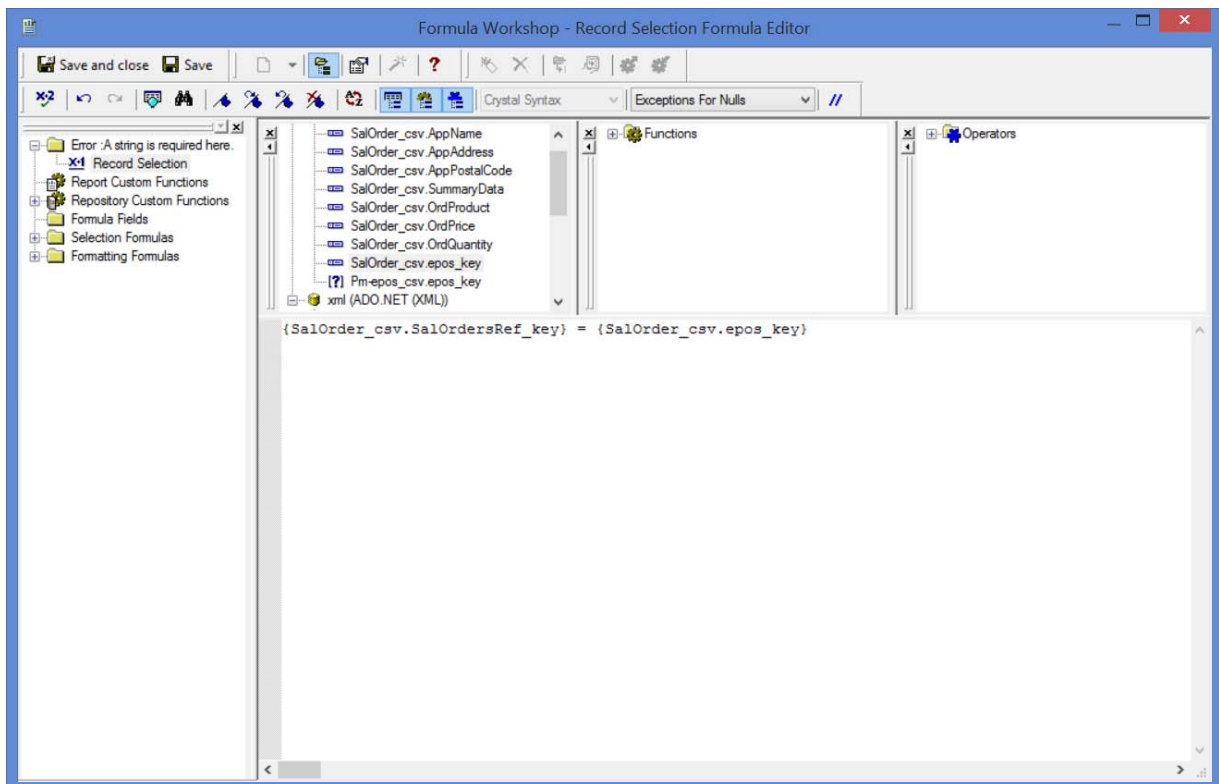 Formula Workshop - Record Selection Formula Editor
Save and close Save
Crystal Syntax Exceptions For Nulls //
Error :A string is required here.
Record Selection
Report Custom Functions
Repository Custom Functions
Formula Fields
Selection Formulas
Formatting Formulas
SalOrder_csv.AppName
SalOrder_csv.AppAddress
SalOrder_csv.AppPostalCode
SalOrder_csv.SummaryData
SalOrder_csv.OrdProduct
SalOrder_csv.OrdPrice
SalOrder_csv.OrdQuantity
SalOrder_csv.epos_key
[?] Pm-epos_csv.epos_key
xml (ADO.NET (XML))
Functions
Operators
{SalOrder_csv.SalOrdersRef_key} = {SalOrder_csv.epos_key}